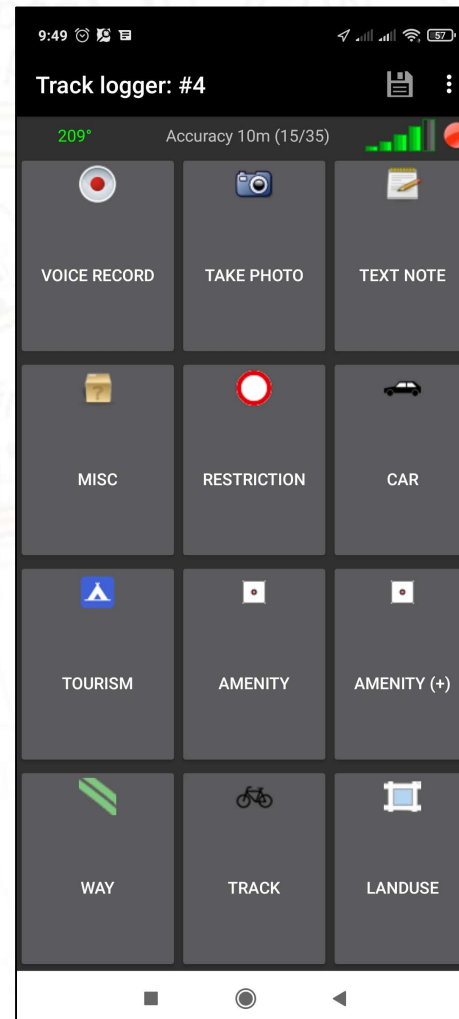 9:49 57
Track logger: #4
209° Accuracy 10m (15/35)
VOICE RECORD TAKE PHOTO TEXT NOTE
MISC RESTRICTION CAR
TOURISM AMENITY AMENITY (+)
WAY TRACK LANDUSE